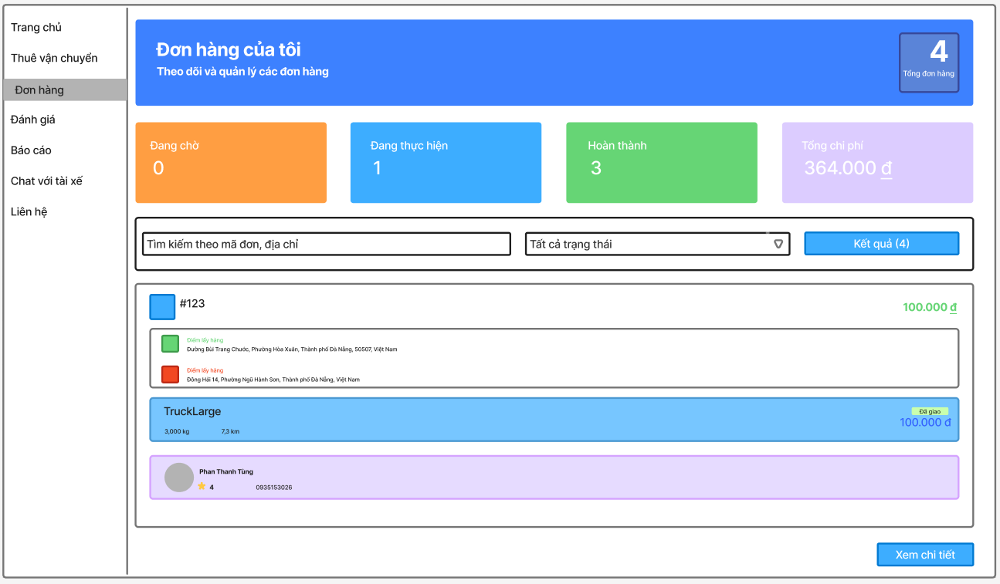 Trang chủ
Thuê vận chuyển
Đơn hàng
Đánh giá
Báo cáo
Chat với tài xế
Liên hệ
Đơn hàng của tôi
Theo dõi và quản lý các đơn hàng
4
Tổng đơn hàng
Đang chờ
0
Đang thực hiện
1
Hoàn thành
3
Tổng chi phí
364.000 đ
Tìm kiếm theo mã đơn, địa chỉ
Tất cả trạng thái
Kết quả (4)
#123
100.000 đ
Điểm lấy hàng
Đường Bùi Trang Chước, Phường Hòa Xuân, Thành phố Đà Nẵng, 50507, Việt Nam
Điểm lấy hàng
Đông Hải 14, Phường Ngũ Hành Sơn, Thành phố Đà Nẵng, Việt Nam
TruckLarge
Đã giao
100.000 đ
3,000 kg 7,3 km
Phan Thanh Tùng
4 0935153026
Xem chi tiết